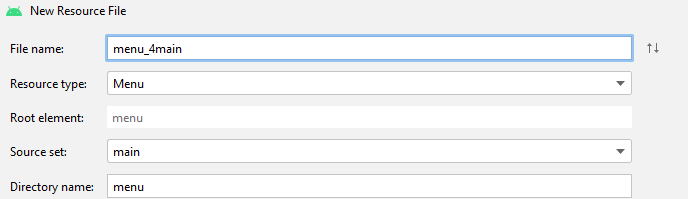 New Resource File
File name: menu_4main
Resource type: Menu
Root element: menu
Source set: main
Directory name: menu